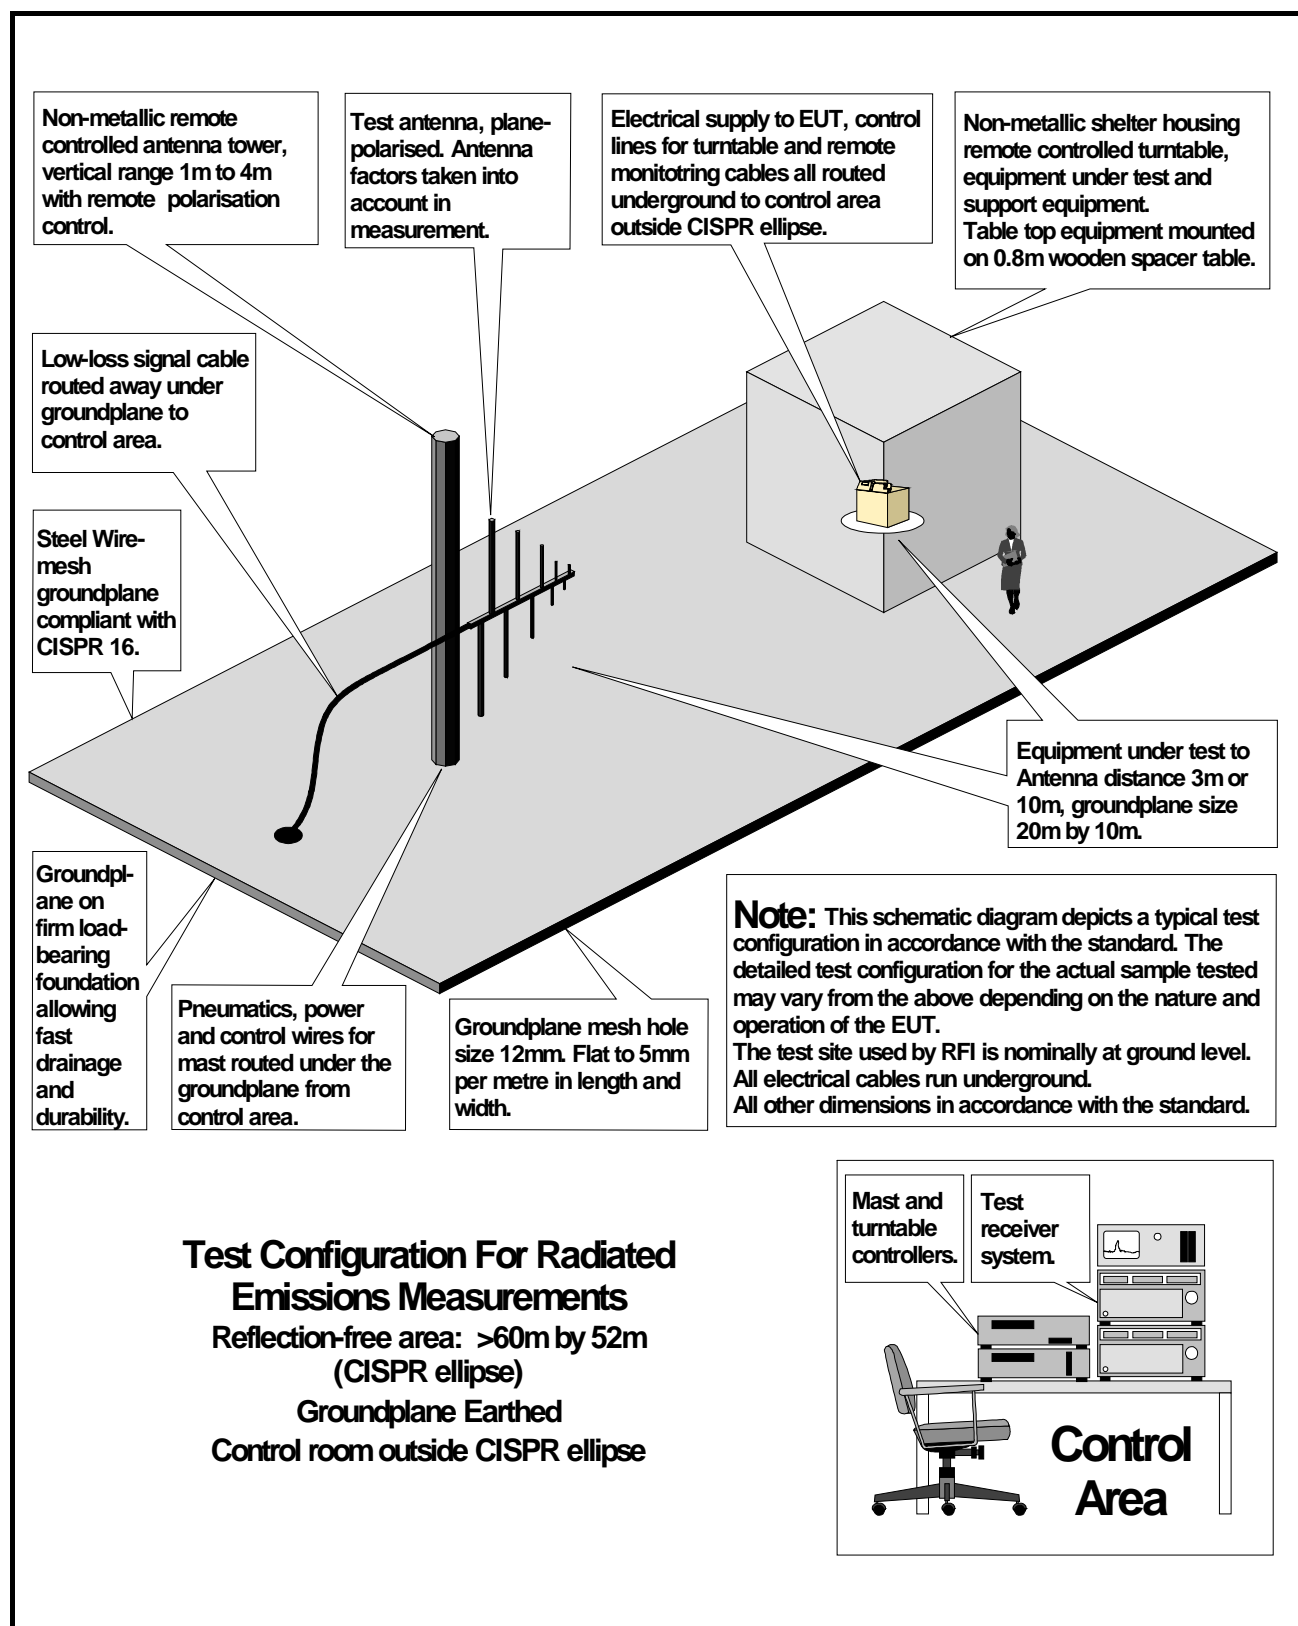 Non-metallic remote
controlled antenna tower,
vertical range 1m to 4m
with remote polarisation
control.
Test antenna, plane-
polarised. Antenna
factors taken into
account in
measurement.
Electrical supply to EUT, control
lines for turntable and remote
monitotring cables all routed
underground to control area
outside CISPR ellipse.
Non-metallic shelter housing
remote controlled turntable,
equipment under test and
support equipment.
Table top equipment mounted
on 0.8m wooden spacer table.
Low-loss signal cable
routed away under
groundplane to
control area.
Steel Wire-
mesh
groundplane
compliant with
CISPR 16.
Equipment under test to
Antenna distance 3m or
10m, groundplane size
20m by 10m.
Groundpl-
ane on
firm load-
bearing
foundation
allowing
fast
drainage
and
durability.
Pneumatics, power
and control wires for
mast routed under the
groundplane from
control area.
Groundplane mesh hole
size 12mm. Flat to 5mm
per metre in length and
width.
Note: This schematic diagram depicts a typical test
configuration in accordance with the standard. The
detailed test configuration for the actual sample tested
may vary from the above depending on the nature and
operation of the EUT.
The test site used by RFI is nominally at ground level.
All electrical cables run underground.
All other dimensions in accordance with the standard.
Test Configuration For Radiated
Emissions Measurements
Reflection-free area: >60m by 52m
(CISPR ellipse)
Groundplane Earthed
Control room outside CISPR ellipse
Mast and
turntable
controllers.
Test
receiver
system.
Control
Area